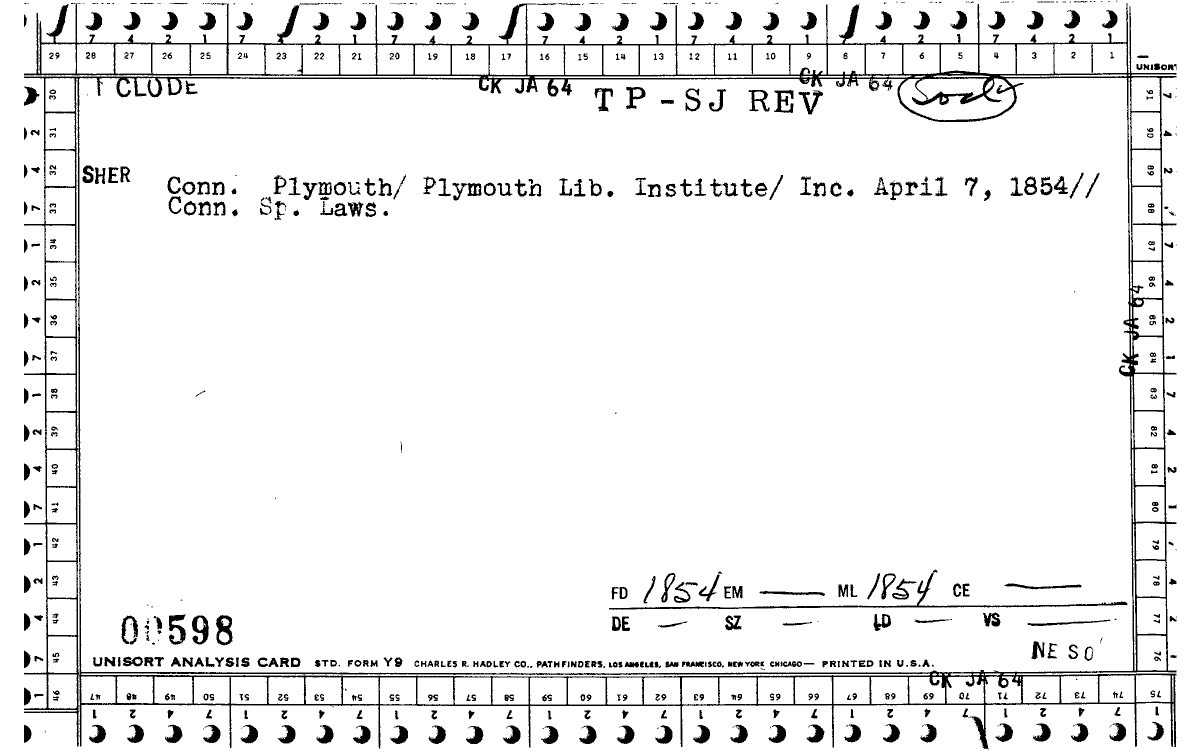 7 4 2 1 7 4 2 1 7 4 2 1 7 4 2 1 7 4 2 1 7 4 2 1 7 4 2 1
29 28 27 26 25 24 23 22 21 20 19 18 17 16 15 14 13 12 11 10 9 8 7 6 5 4 3 2 1
UNISORT
CLODE CK JA 64 TP-SJ REV CK JA 64
SHER Conn. Plymouth/ Plymouth Lib. Institute/ Inc. April 7, 1854//
Conn. Sp. Laws.
30 31 32 33 34 35 36 37 38 39 40 41 42 43 44 45 46
91 90 89 88 87 86 85 84 83 82 81 80 79 78 77 76
CK JA 64
FD 1854 EM — ML 1854 CE —
DE — SZ — LD — VS —
00598
NE SO
UNISORT ANALYSIS CARD STD. FORM Y9 CHARLES R. HADLEY CO., PATHFINDERS, LOS ANGELES, SAN FRANCISCO, NEW YORK CHICAGO — PRINTED IN U.S.A.
CK JA 64
47 48 49 50 51 52 53 54 55 56 57 58 59 60 61 62 63 64 65 66 67 68 69 70 71 72 73 74 75
1 2 4 7 1 2 4 7 1 2 4 7 1 2 4 7 1 2 4 7 1 2 4 7 1 2 4 7 1